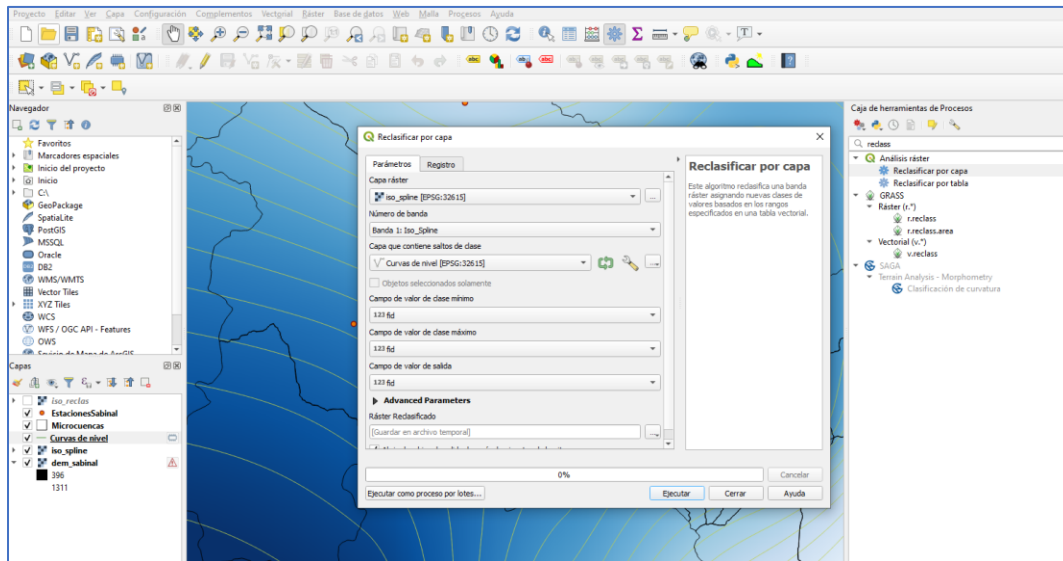 Proyecto Editar Ver Capa Configuración Complementos Vectorial Ráster Base de datos Web Malla Procesos Ayuda
Navegador
Favoritos
Marcadores espaciales
Inicio del proyecto
Inicio
C:\
GeoPackage
SpatiaLite
PostGIS
MSSQL
Oracle
DB2
WMS/WMTS
Vector Tiles
XYZ Tiles
WCS
WFS / OGC API - Features
OWS
Capas
iso_reclas
EstacionesSabinal
Microcuencas
Curvas de nivel
iso_spline
dem_sabinal
396
1311
Reclasificar por capa
Parámetros Registro
Capa ráster
iso_spline [EPSG:32615]
Número de banda
Banda 1: Iso_Spline
Capa que contiene saltos de clase
Curvas de nivel [EPSG:32615]
Objetos seleccionados solamente
Campo de valor de clase mínimo
123 fid
Campo de valor de clase máximo
123 fid
Campo de valor de salida
123 fid
Advanced Parameters
Ráster Reclasificado
[Guardar en archivo temporal]
0%
Cancelar
Ejecutar como proceso por lotes...
Ejecutar Cerrar Ayuda
Reclasificar por capa
Este algoritmo reclasifica una banda
ráster asignando nuevas clases de
valores basados en los rangos
especificados en una tabla vectorial.
Caja de herramientas de Procesos
reclass
Análisis ráster
Reclasificar por capa
Reclasificar por tabla
GRASS
Ráster (r.*)
r.reclass
r.reclass.area
Vectorial (v.*)
v.reclass
SAGA
Terrain Analysis - Morphometry
Clasificación de curvatura